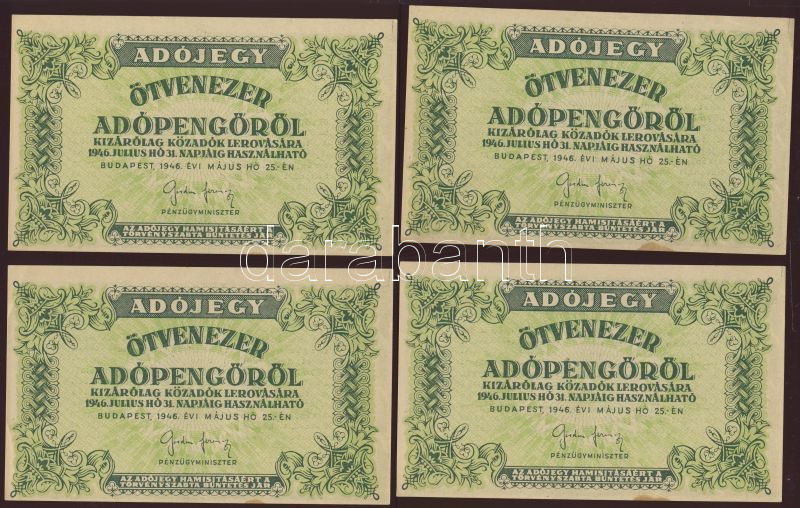 ADÓJEGY
ÖTVENEZER
ADÓPENGŐRŐL
KIZÁRÓLAG KÖZADÓK LEROVÁSÁRA
1946. JULIUS HÓ 31. NAPJÁIG HASZNÁLHATÓ
BUDAPEST, 1946. ÉVI MÁJUS HÓ 25.-ÉN
PÉNZÜGYMINISZTER
AZ ADÓJEGY HAMISITÁSÁÉRT A
TÖRVÉNYSZABTA BÜNTETÉS JÁR
ADÓJEGY
ÖTVENEZER
ADÓPENGŐRŐL
KIZÁRÓLAG KÖZADÓK LEROVÁSÁRA
1946. JULIUS HÓ 31. NAPJÁIG HASZNÁLHATÓ
BUDAPEST, 1946. ÉVI MÁJUS HÓ 25.-ÉN
PÉNZÜGYMINISZTER
AZ ADÓJEGY HAMISITÁSÁÉRT A
TÖRVÉNYSZABTA BÜNTETÉS JÁR
darabanth
ADÓJEGY
ÖTVENEZER
ADÓPENGŐRŐL
KIZÁRÓLAG KÖZADÓK LEROVÁSÁRA
1946. JULIUS HÓ 31. NAPJÁIG HASZNÁLHATÓ
BUDAPEST, 1946. ÉVI MÁJUS HÓ 25.-ÉN
PÉNZÜGYMINISZTER
AZ ADÓJEGY HAMISITÁSÁÉRT A
TÖRVÉNYSZABTA BÜNTETÉS JÁR
ADÓJEGY
ÖTVENEZER
ADÓPENGŐRŐL
KIZÁRÓLAG KÖZADÓK LEROVÁSÁRA
1946. JULIUS HÓ 31. NAPJÁIG HASZNÁLHATÓ
BUDAPEST, 1946. ÉVI MÁJUS HÓ 25.-ÉN
PÉNZÜGYMINISZTER
AZ ADÓJEGY HAMISITÁSÁÉRT A
TÖRVÉNYSZABTA BÜNTETÉS JÁR